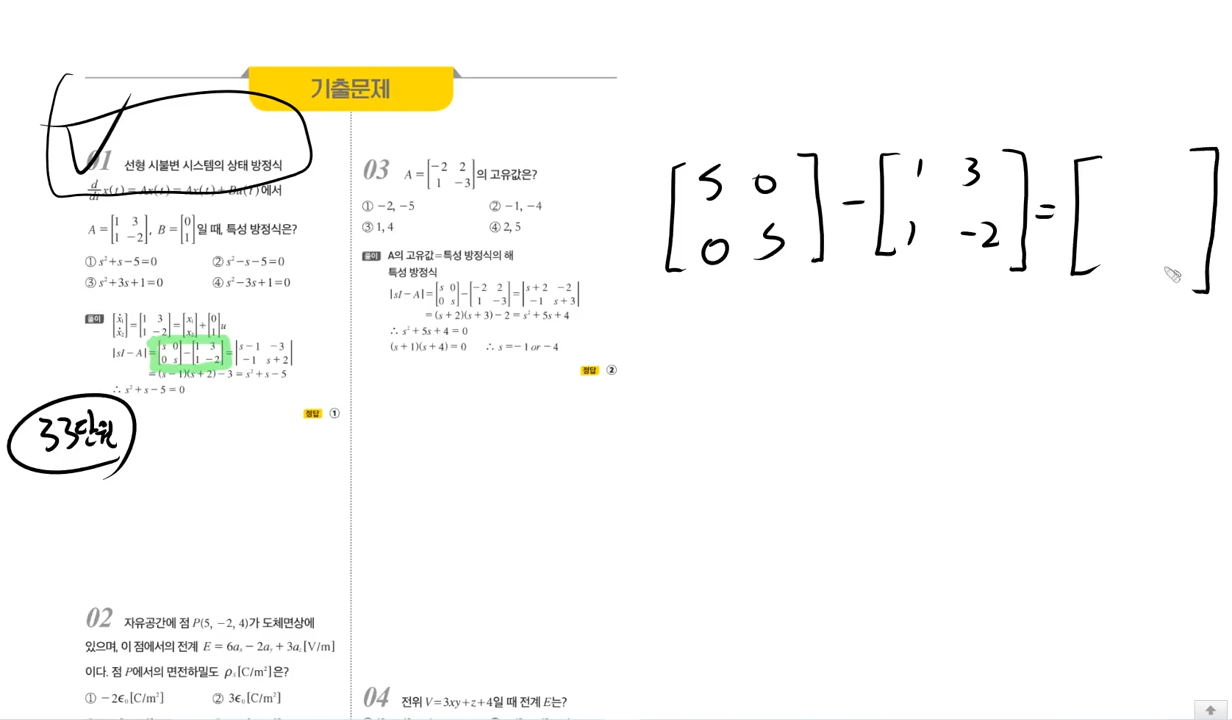 기출문제
01 선형 시불변 시스템의 상태 방정식
d/dt x(t) = Ax(t) = Ax(t) + Bu(t)에서
A = [1 3; 1 −2], B = [0; 1]일 때, 특성 방정식은?
① s²+s−5=0 ② s²−s−5=0
③ s²+3s+1=0 ④ s²−3s+1=0
풀이 [ẋ₁; ẋ₂] = [1 3; 1 −2] = [x₁; x₂] + [0; 1]u
|sI−A| = [s 0; 0 s] − [1 3; 1 −2] = |s−1 −3; −1 s+2|
= (s−1)(s+2)−3 = s²+s−5
∴ s²+s−5=0
정답 ①
33단원
02 자유공간에 점 P(5, −2, 4)가 도체면상에
있으며, 이 점에서의 전계 E = 6aₓ − 2a_y + 3a_z[V/m]
이다. 점 P에서의 면전하밀도 ρₛ[C/m²]은?
① −2ϵ₀[C/m²] ② 3ϵ₀[C/m²]
03 A = [−2 2; 1 −3]의 고유값은?
① −2, −5 ② −1, −4
③ 1, 4 ④ 2, 5
풀이 A의 고유값=특성 방정식의 해
특성 방정식
|sI−A| = [s 0; 0 s] − [−2 2; 1 −3] = |s+2 −2; −1 s+3|
= (s+2)(s+3)−2 = s²+5s+4
∴ s²+5s+4=0
(s+1)(s+4)=0 ∴ s=−1 or −4
정답 ②
04 전위 V=3xy+z+4일 때 전계 E는?
[S 0; 0 S] − [1 3; 1 −2] = [ ]